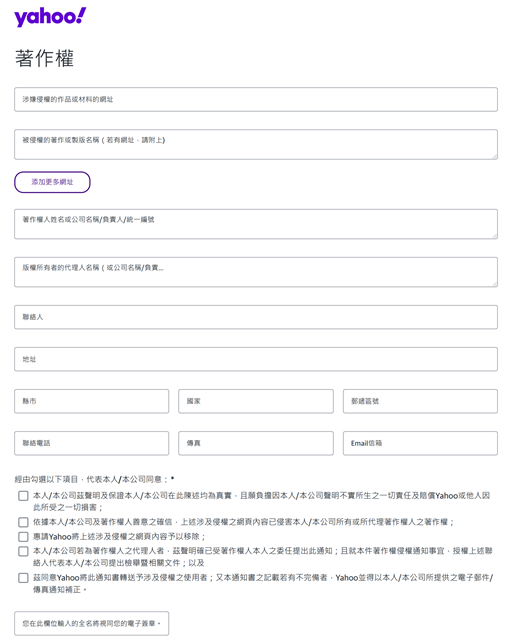 yahoo!
著作權
涉嫌侵權的作品或材料的網址
被侵權的著作或製版名稱 ( 若有網址，請附上)
添加更多網址
著作權人姓名或公司名稱/負責人/統一編號
版權所有者的代理人名稱 ( 或公司名稱/負責...
聯絡人
地址
縣市
國家
郵遞區號
聯絡電話
傳真
Email信箱
經由勾選以下項目，代表本人/本公司同意： *
本人/本公司茲聲明及保證本人/本公司在此陳述均為真實，且願負擔因本人/本公司聲明不實所生之一切責任及賠償Yahoo或他人因
此所受之一切損害；
依據本人/本公司及著作權人善意之確信，上述涉及侵權之網頁內容已侵害本人/本公司所有或所代理著作權人之著作權；
惠請Yahoo將上述涉及侵權之網頁內容予以移除；
本人/本公司若為著作權人之代理人者，茲聲明確已受著作權人本人之委任提出此通知；且就本件著作權侵權通知事宜，授權上述聯
絡人代表本人/本公司提出檢舉暨相關文件；以及
茲同意Yahoo將此通知書轉送予涉及侵權之使用者；又本通知書之記載若有不完備者，Yahoo並得以本人/本公司所提供之電子郵件/
傳真通知補正。
您在此欄位輸入的全名將視同您的電子簽章。 *